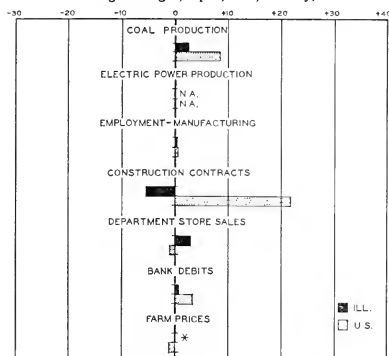 -30 -20 -10 0 +10 +20 +30 +40
COAL PRODUCTION
ELECTRIC POWER PRODUCTION
N.A.
N.A.
EMPLOYMENT-MANUFACTURING
CONSTRUCTION CONTRACTS
DEPARTMENT STORE SALES
BANK DEBITS
FARM PRICES
*
ILL.
U.S.